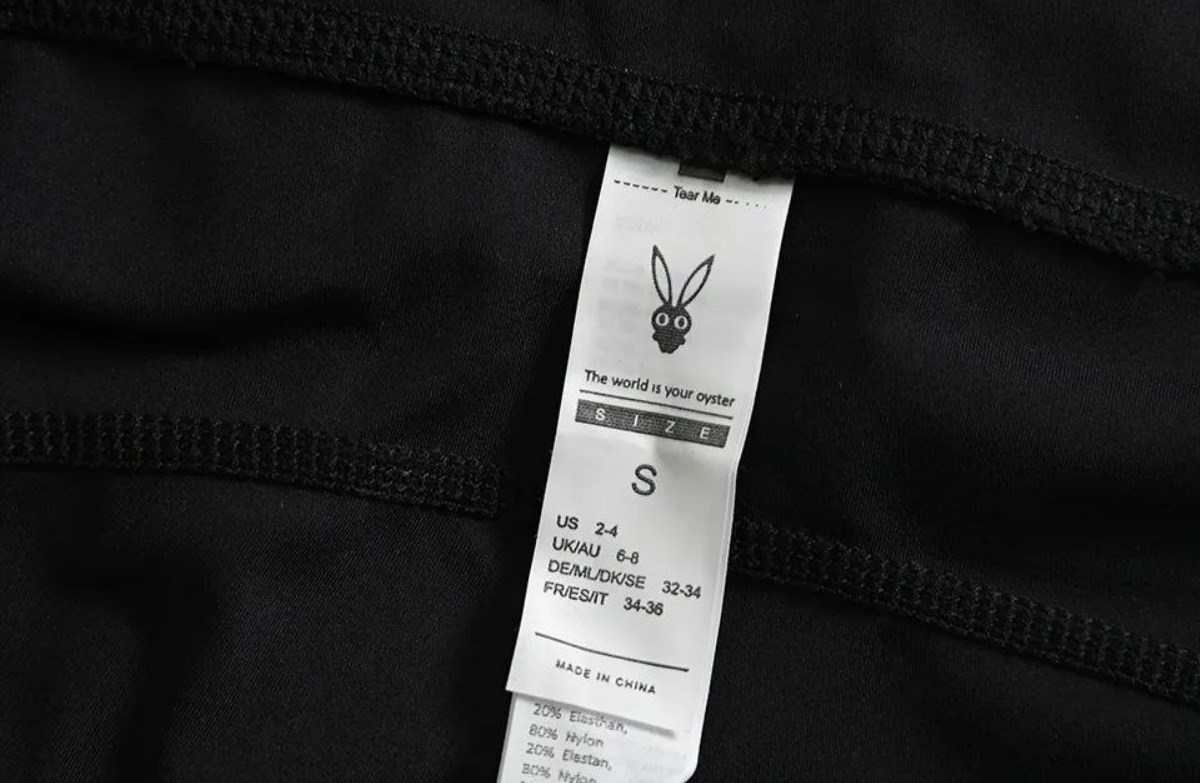 Tear Me
The world is your oyster
SIZE
S
US 2-4
UK/AU 6-8
DE/ML/DK/SE 32-34
FR/ES/IT 34-36
MADE IN CHINA
20% Elasthan,
80% Nylon
20% Elastan,
80% Nylon